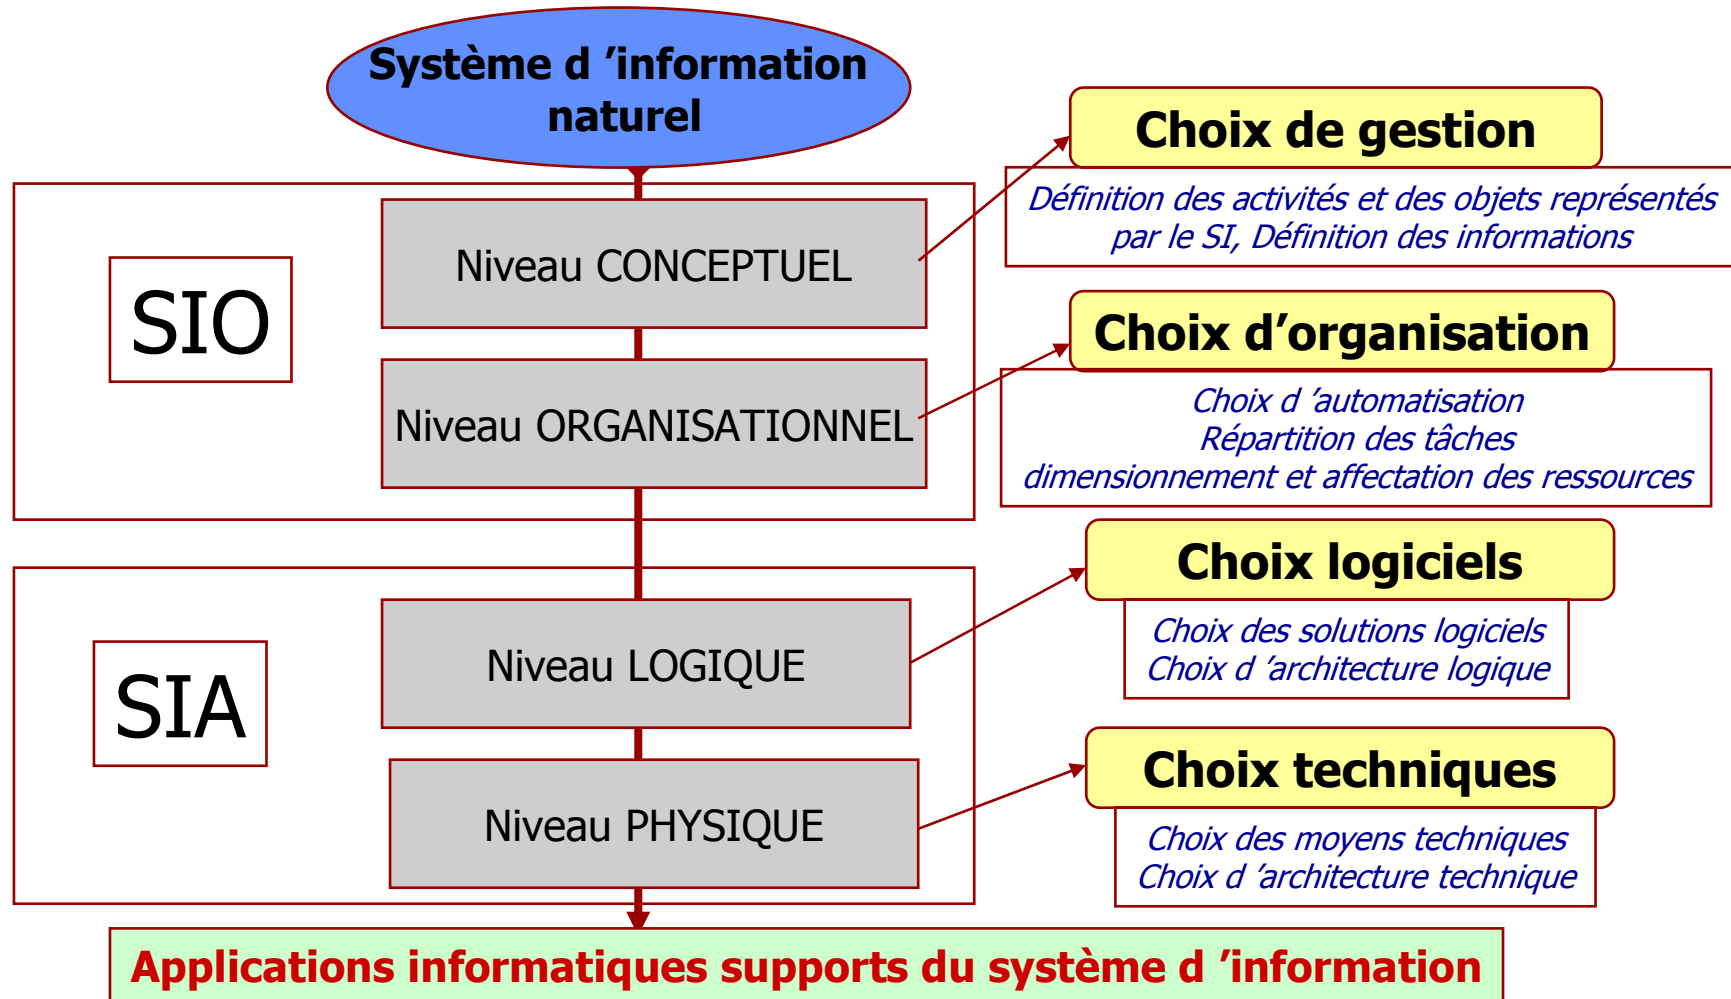 Système d ’information
naturel
Choix de gestion
Définition des activités et des objets représentés
par le SI, Définition des informations
Niveau CONCEPTUEL
SIO
Choix d’organisation
Choix d ’automatisation
Répartition des tâches
dimensionnement et affectation des ressources
Niveau ORGANISATIONNEL
Choix logiciels
Choix des solutions logiciels
Choix d ’architecture logique
Niveau LOGIQUE
SIA
Choix techniques
Choix des moyens techniques
Choix d ’architecture technique
Niveau PHYSIQUE
Applications informatiques supports du système d ’information